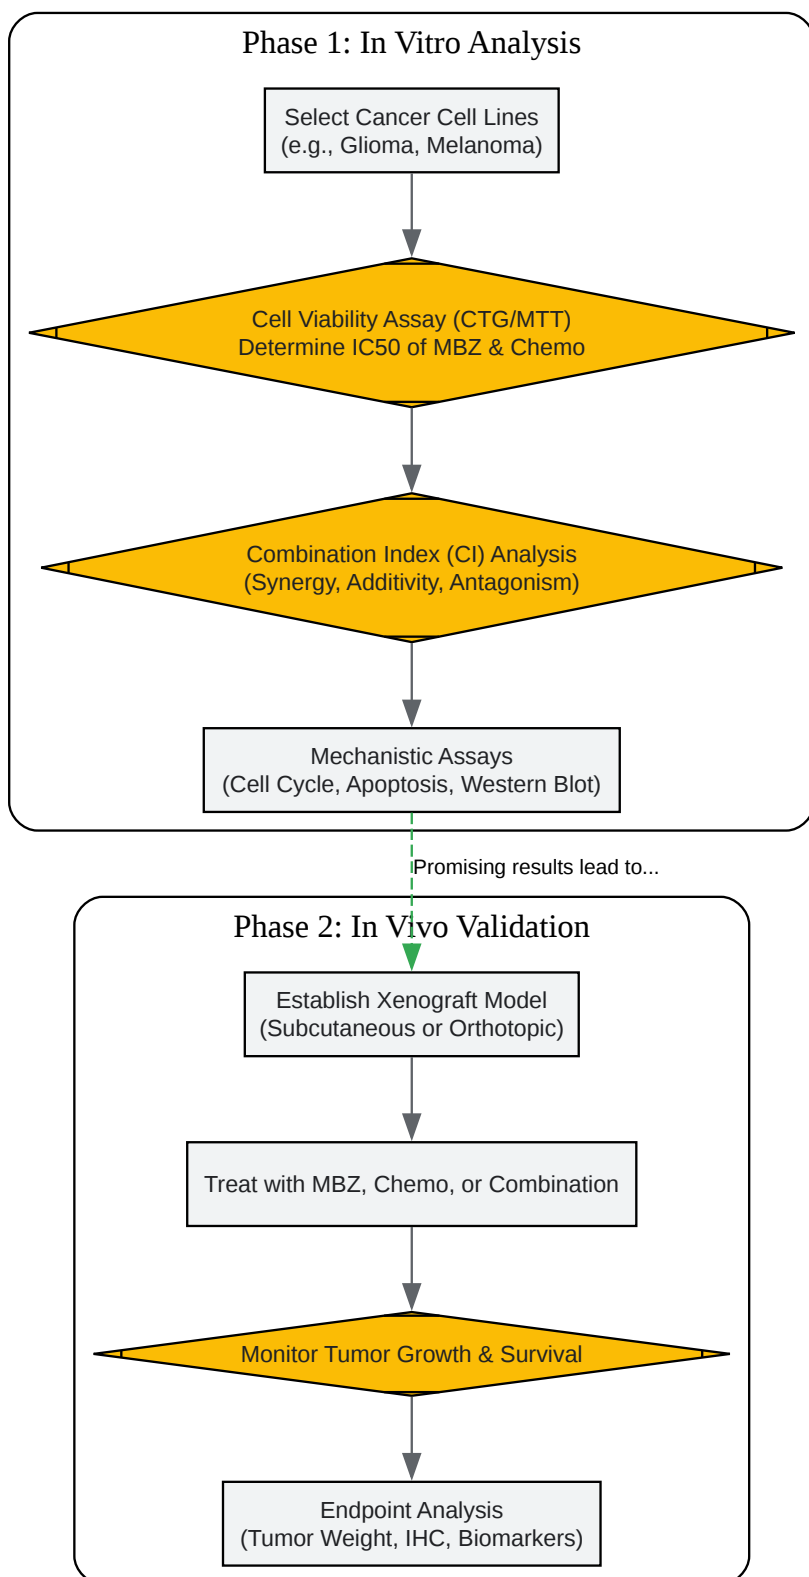 Phase 1: In Vitro Analysis
Select Cancer Cell Lines
(e.g., Glioma, Melanoma)
Cell Viability Assay (CTG/MTT)
Determine IC50 of MBZ & Chemo
Combination Index (CI) Analysis
(Synergy, Additivity, Antagonism)
Mechanistic Assays
(Cell Cycle, Apoptosis, Western Blot)
Promising results lead to...
Phase 2: In Vivo Validation
Establish Xenograft Model
(Subcutaneous or Orthotopic)
Treat with MBZ, Chemo, or Combination
Monitor Tumor Growth & Survival
Endpoint Analysis
(Tumor Weight, IHC, Biomarkers)